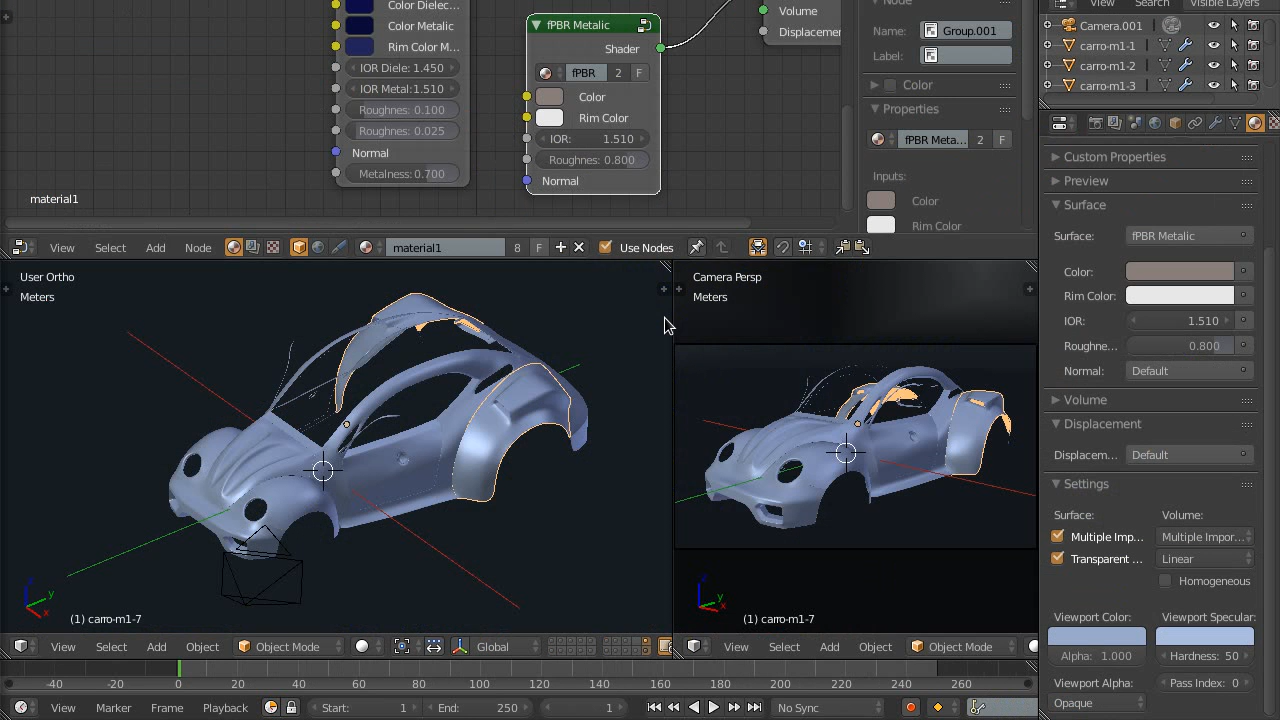 Color Dielec...
Color Metalic
Rim Color M...
IOR Diele: 1.450
IOR Metal:1.510
Roughnes: 0.100
Roughnes: 0.025
Normal
Metalness:0.700
material1
fPBR Metalic
Shader
fPBR 2 F
Color
Rim Color
IOR: 1.510
Roughnes: 0.800
Normal
Volume
Displacemer
Node
Name: Group.001
Label:
Color
Properties
fPBR Meta... 2 F
Inputs:
Color
Rim Color
View Search Visible Layers
Camera.001
carro-m1-1
carro-m1-2
carro-m1-3
Custom Properties
Preview
Surface
Surface: fPBR Metalic
Color:
Rim Color:
IOR: 1.510
Roughne... 0.800
Normal: Default
Volume
Displacement
Displacem... Default
Settings
Surface: Volume:
Multiple Imp... Multiple Impor...
Transparent ... Linear
Homogeneous
Viewport Color: Viewport Specular:
Alpha: 1.000 Hardness: 50
Viewport Alpha: Pass Index: 0
Opaque
View Select Add Node material1 8 F Use Nodes
User Ortho
Meters
(1) carro-m1-7
Camera Persp
Meters
(1) carro-m1-7
View Select Add Object Object Mode Global
View Select Add Object Object Mode
-40 -20 0 20 40 60 80 100 120 140 160 180 200 220 240 260
View Marker Frame Playback Start: 1 End: 250 1 No Sync